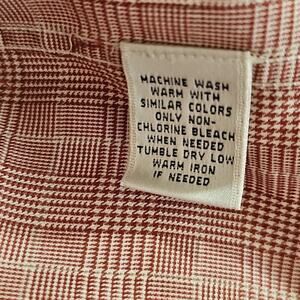 MACHINE WASH
WARM WITH
SIMILAR COLORS
ONLY NON-
CHLORINE BLEACH
WHEN NEEDED
TUMBLE DRY LOW
WARM IRON
IF NEEDED